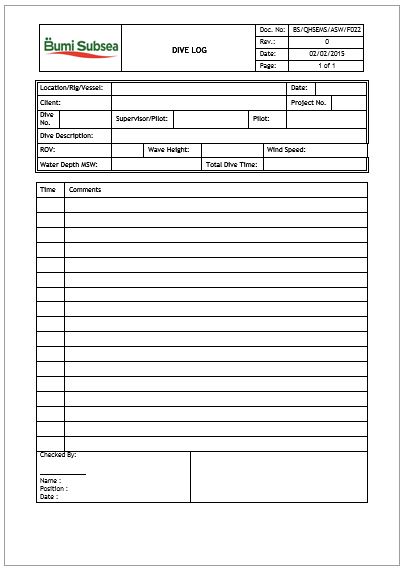 Bumi Subsea
DIVE LOG
Doc. No: BS/QHSEMS/ASW/F022
Rev.: 0
Date: 02/02/2015
Page: 1 of 1
Location/Rig/Vessel: Date:
Client: Project No.
Dive No. Supervisor/Pilot: Pilot:
Dive Description:
ROV: Wave Height: Wind Speed:
Water Depth MSW: Total Dive Time:
Time Comments
Checked By:
Name :
Position :
Date :